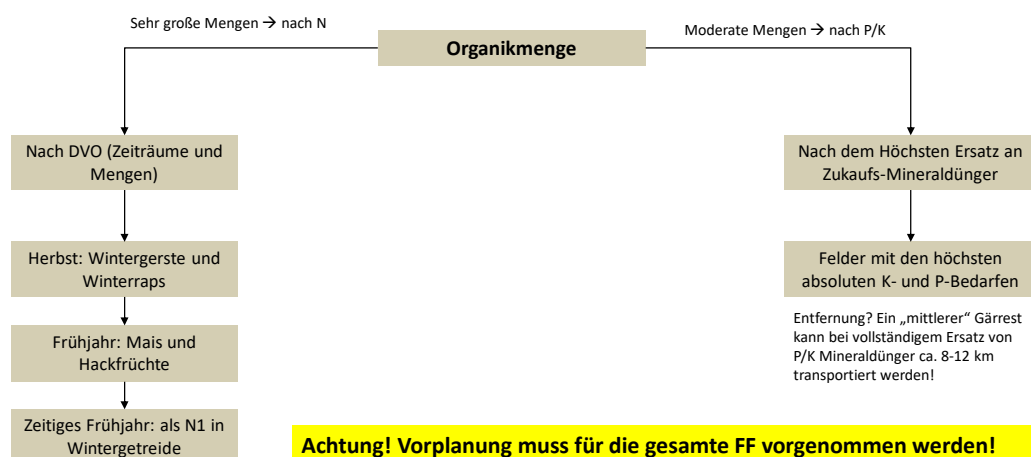 Sehr große Mengen → nach N
Organikmenge
Moderate Mengen → nach P/K
Nach DVO (Zeiträume und
Mengen)
Herbst: Wintergerste und
Winterraps
Frühjahr: Mais und
Hackfrüchte
Zeitiges Frühjahr: als N1 in
Wintergetreide
Nach dem Höchsten Ersatz an
Zukaufs-Mineraldünger
Felder mit den höchsten
absoluten K- und P-Bedarfen
Entfernung? Ein „mittlerer“ Gärrest
kann bei vollständigem Ersatz von
P/K Mineraldünger ca. 8-12 km
transportiert werden!
Achtung! Vorplanung muss für die gesamte FF vorgenommen werden!